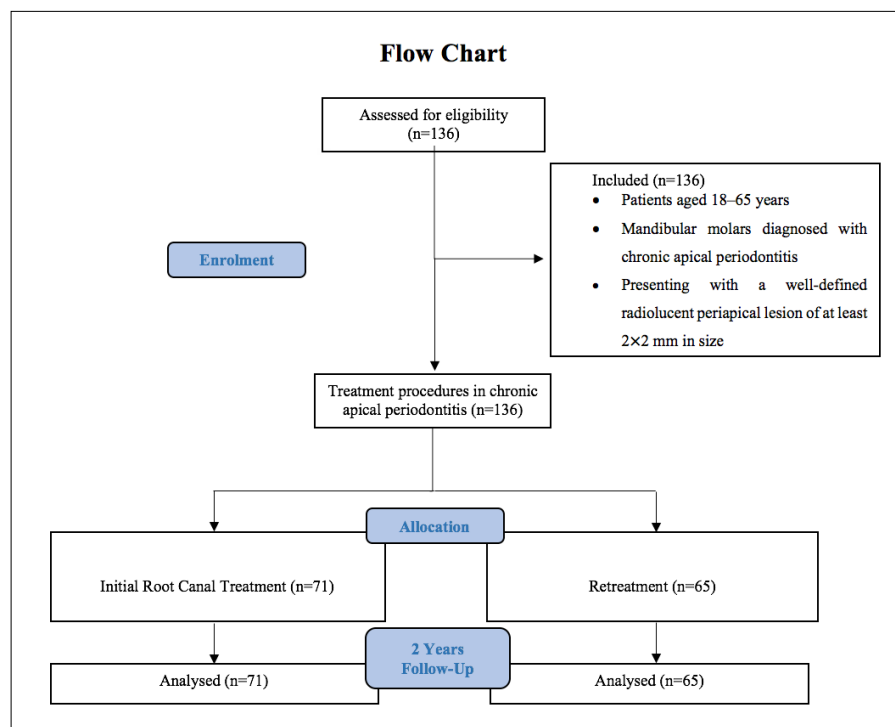 Flow Chart
Assessed for eligibility
(n=136)
Included (n=136)
• Patients aged 18–65 years
• Mandibular molars diagnosed with
chronic apical periodontitis
• Presenting with a well-defined
radiolucent periapical lesion of at least
2×2 mm in size
Enrolment
Treatment procedures in chronic
apical periodontitis (n=136)
Allocation
Initial Root Canal Treatment (n=71)
Retreatment (n=65)
2 Years
Follow-Up
Analysed (n=71)
Analysed (n=65)